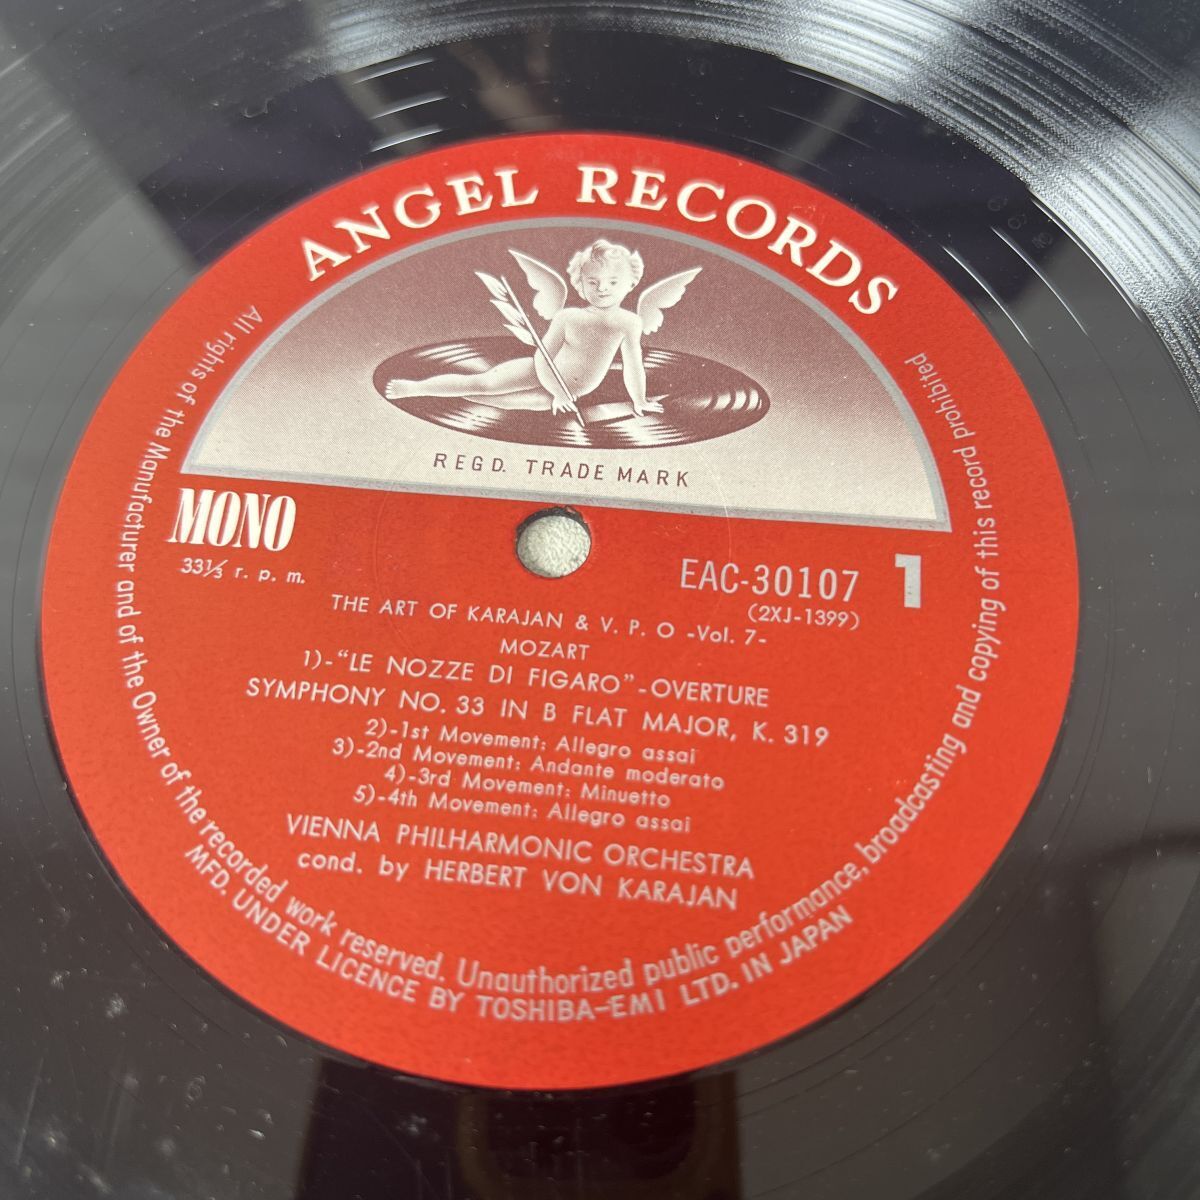 ANGEL RECORDS
REGD. TRADE MARK
MONO
33⅓ r. p. m.
EAC-30107
(2XJ-1399)
1
THE ART OF KARAJAN & V. P. O -Vol. 7-
MOZART
1)-"LE NOZZE DI FIGARO"-OVERTURE
SYMPHONY NO. 33 IN B FLAT MAJOR, K. 319
2)-1st Movement: Allegro assai
3)-2nd Movement: Andante moderato
4)-3rd Movement: Minuetto
5)-4th Movement: Allegro assai
VIENNA PHILHARMONIC ORCHESTRA
cond. by HERBERT VON KARAJAN
All rights of the Manufacturer and of the Owner of the recorded work reserved. Unauthorized public performance, broadcasting and copying of this record prohibited
MFD. UNDER LICENCE BY TOSHIBA-EMI LTD. IN JAPAN